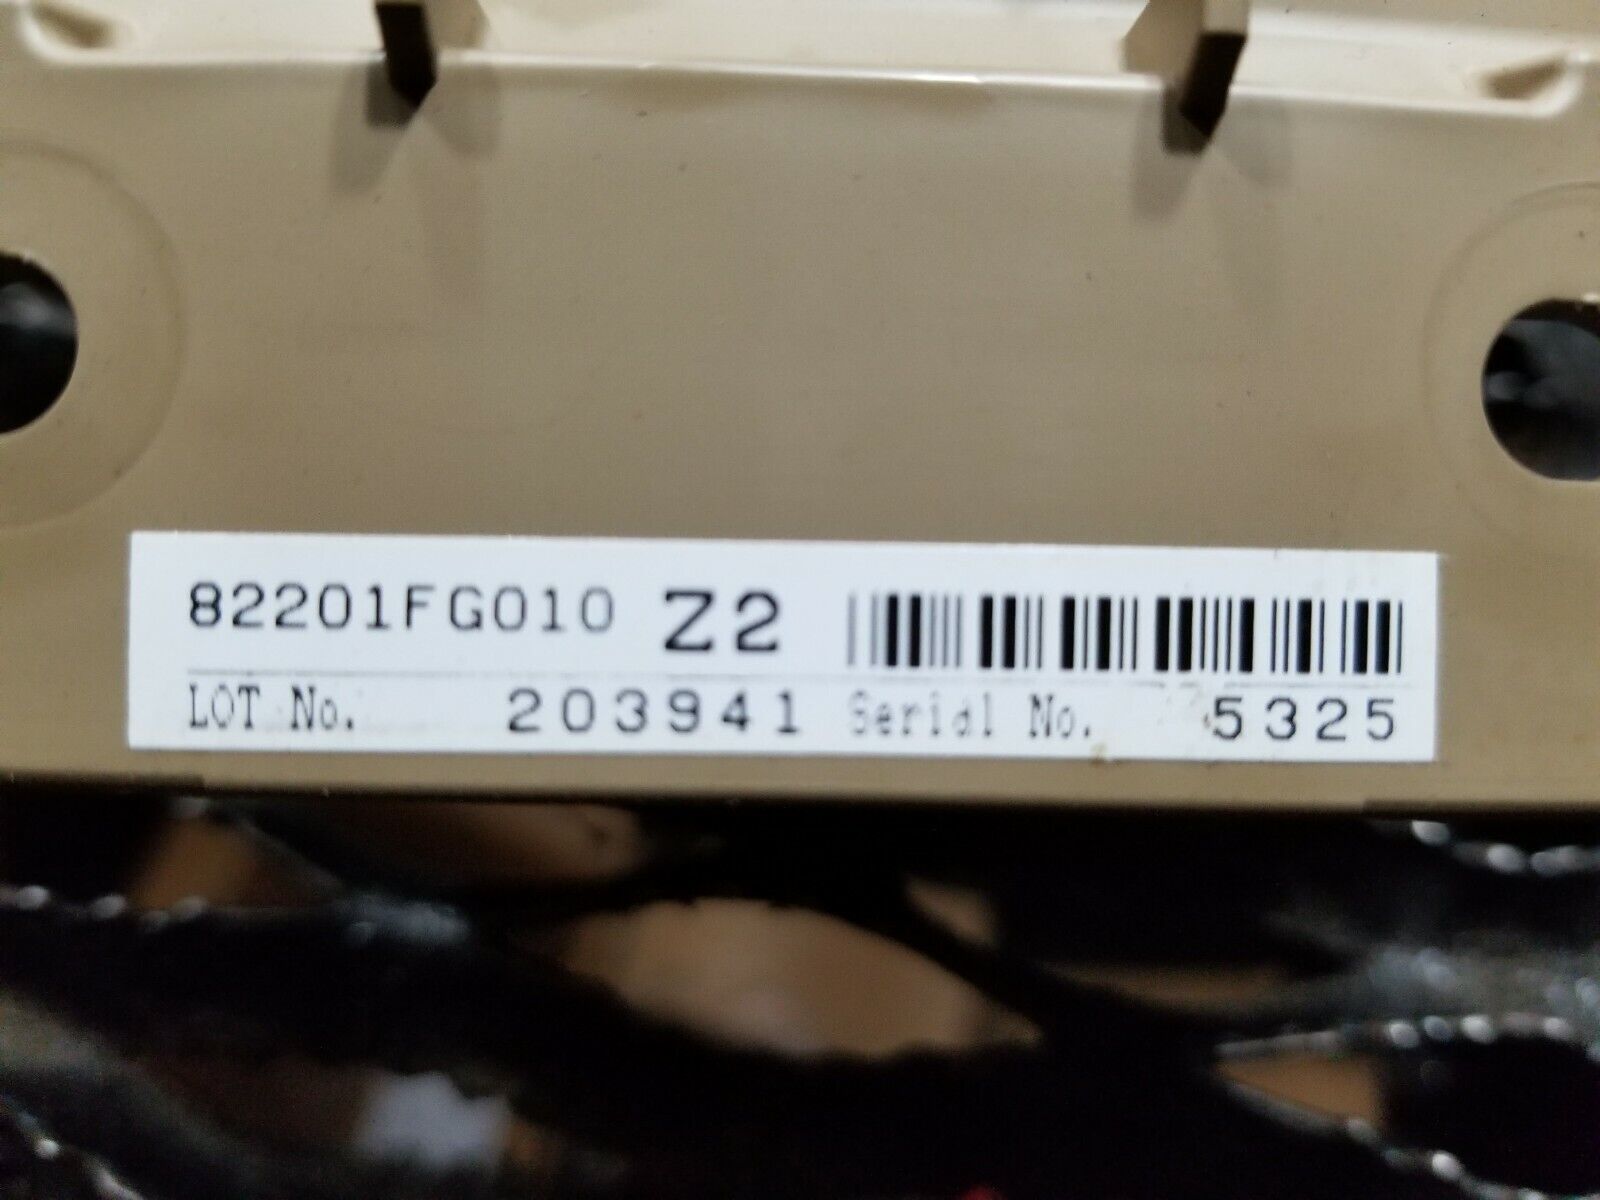 82201FG010 Z2
LOT No. 203941 Serial No. 5325